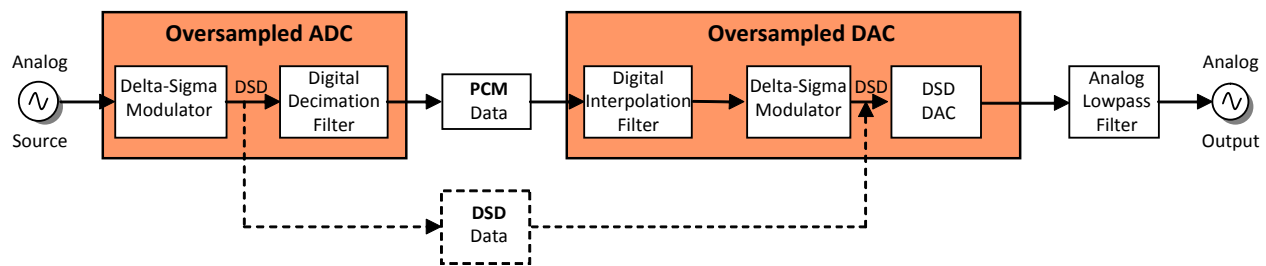 Oversampled ADC
Oversampled DAC
Analog
Source
Delta-Sigma
Modulator
DSD
Digital
Decimation
Filter
PCM
Data
Digital
Interpolation
Filter
Delta-Sigma
Modulator
DSD
DSD
DAC
Analog
Lowpass
Filter
Analog
Output
DSD
Data